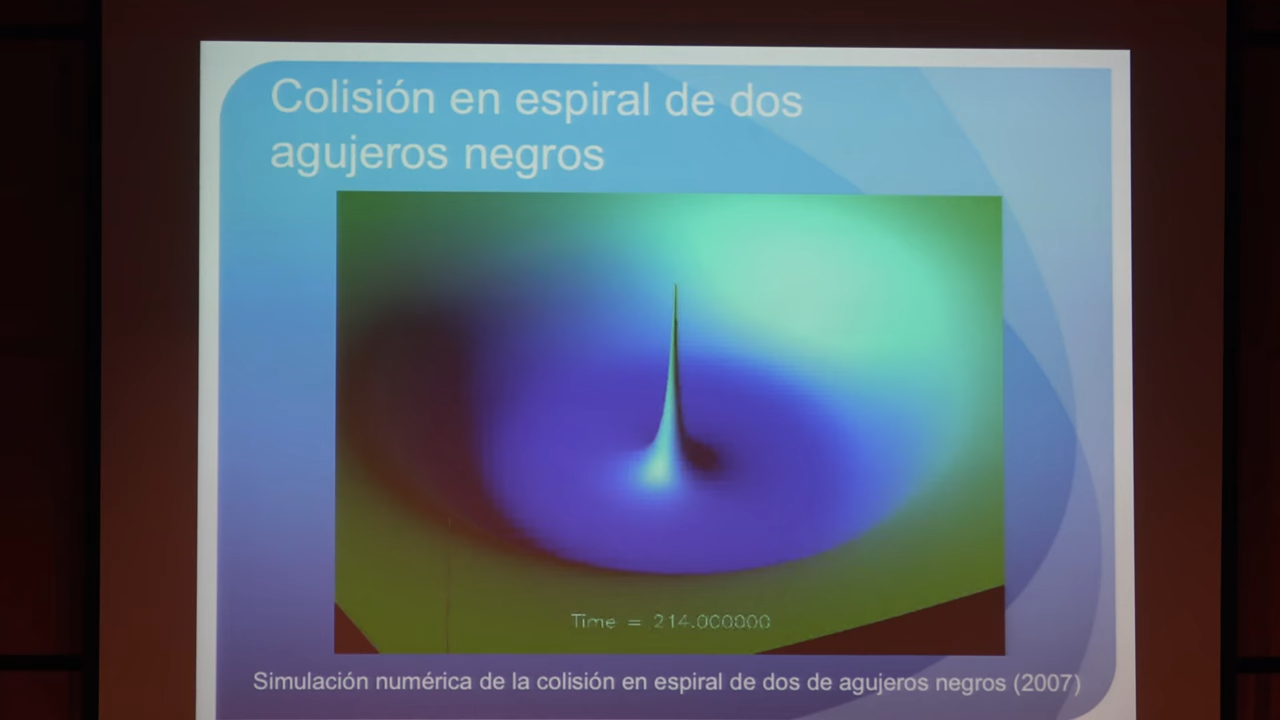 Colisión en espiral de dos
agujeros negros
Time = 214.000000
Simulación numérica de la colisión en espiral de dos de agujeros negros (2007)